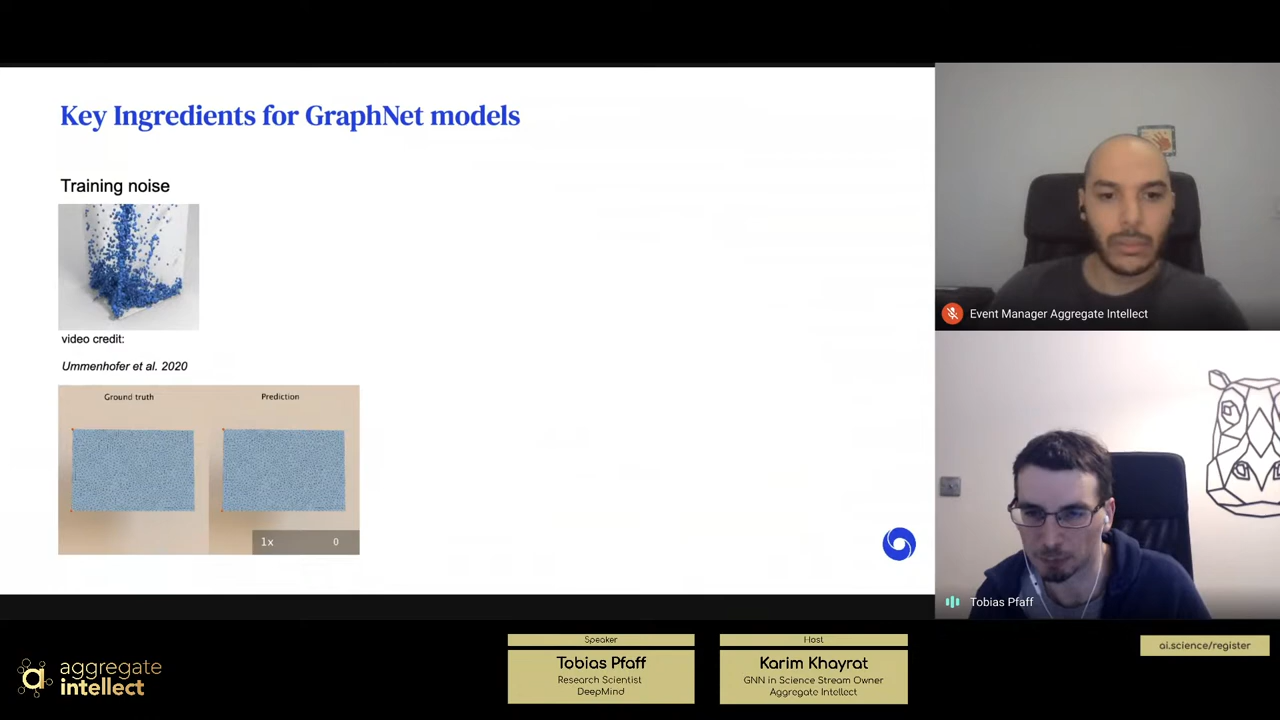 Key Ingredients for GraphNet models
Training noise
video credit:
Ummenhofer et al. 2020
Ground truth
Prediction
1x 0
Event Manager Aggregate Intellect
Tobias Pfaff
aggregate
intellect
Speaker
Tobias Pfaff
Research Scientist
DeepMind
Host
Karim Khayrat
GNN in Science Stream Owner
Aggregate Intellect
ai.science/register